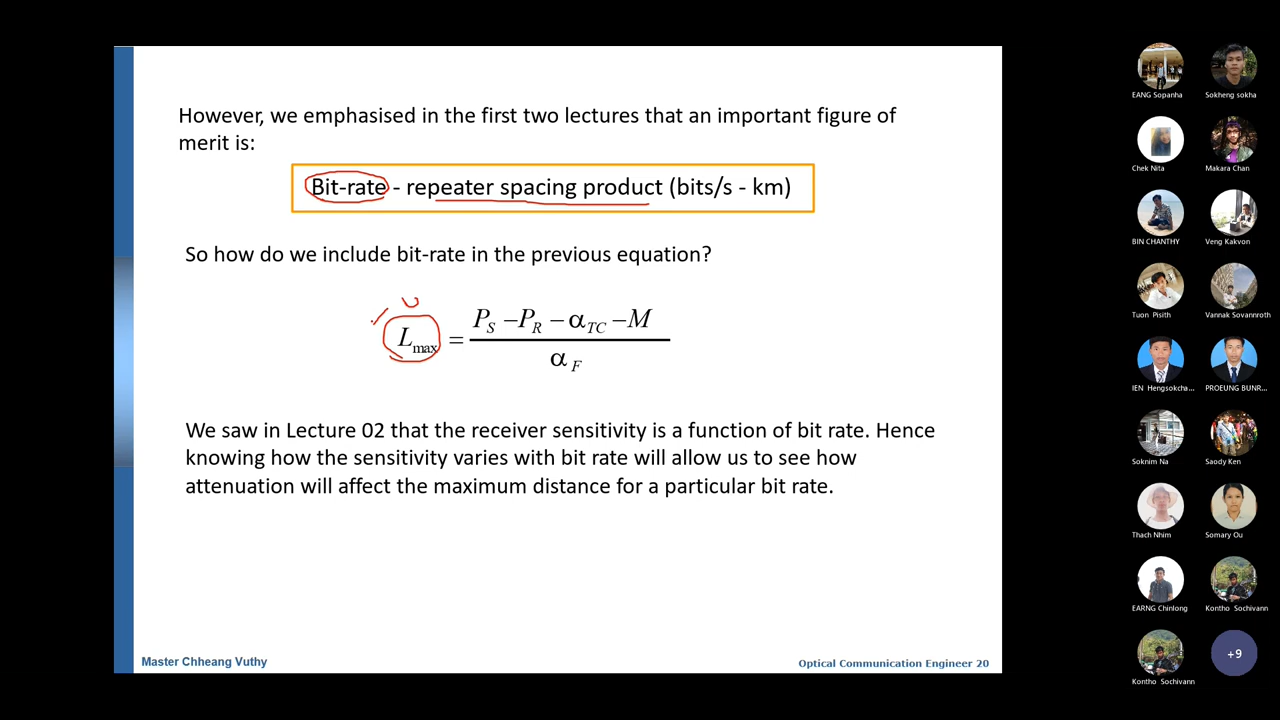 However, we emphasised in the first two lectures that an important figure of
merit is:
Bit-rate - repeater spacing product (bits/s - km)
So how do we include bit-rate in the previous equation?
L_max = (P_S − P_R − α_TC − M) / α_F
We saw in Lecture 02 that the receiver sensitivity is a function of bit rate. Hence
knowing how the sensitivity varies with bit rate will allow us to see how
attenuation will affect the maximum distance for a particular bit rate.
Master Chheang Vuthy
Optical Communication Engineer 20
EANG Sopanha
Sokheng sokha
Chek Nita
Makara Chan
BIN CHANTHY
Veng Kakvon
Tuon Pisith
Vannak Sovannroth
IEN Hengsokcha...
PROEUNG BUNR...
Soknim Na
Saody Ken
Thach Nhim
Somary Ou
EARNG Chinlong
Kontho Sochivann
Kontho Sochivann
+9